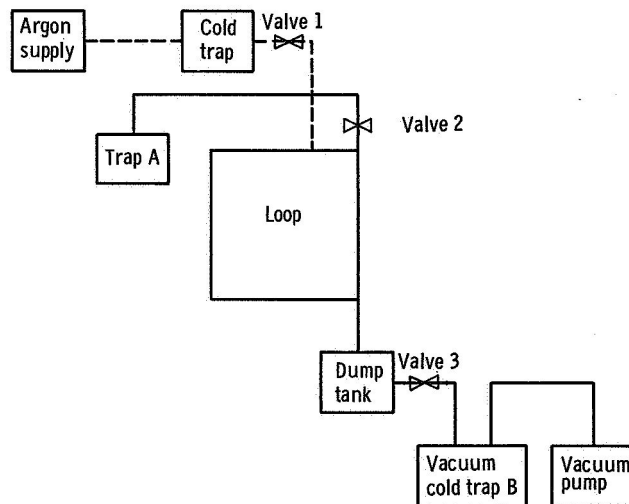 Argon
supply
Cold
trap
Valve 1
Trap A
Valve 2
Loop
Dump
tank
Valve 3
Vacuum
cold trap B
Vacuum
pump